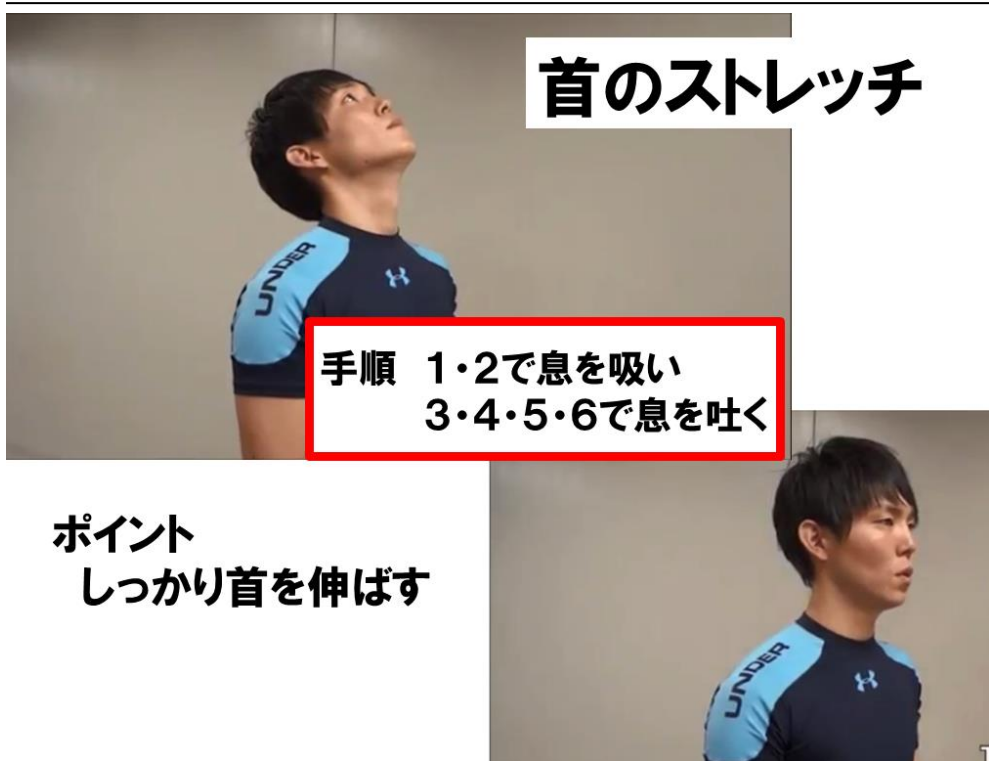 首のストレッチ
UNDER
手順 1・2で息を吸い
3・4・5・6で息を吐く
ポイント
しっかり首を伸ばす
UNDER